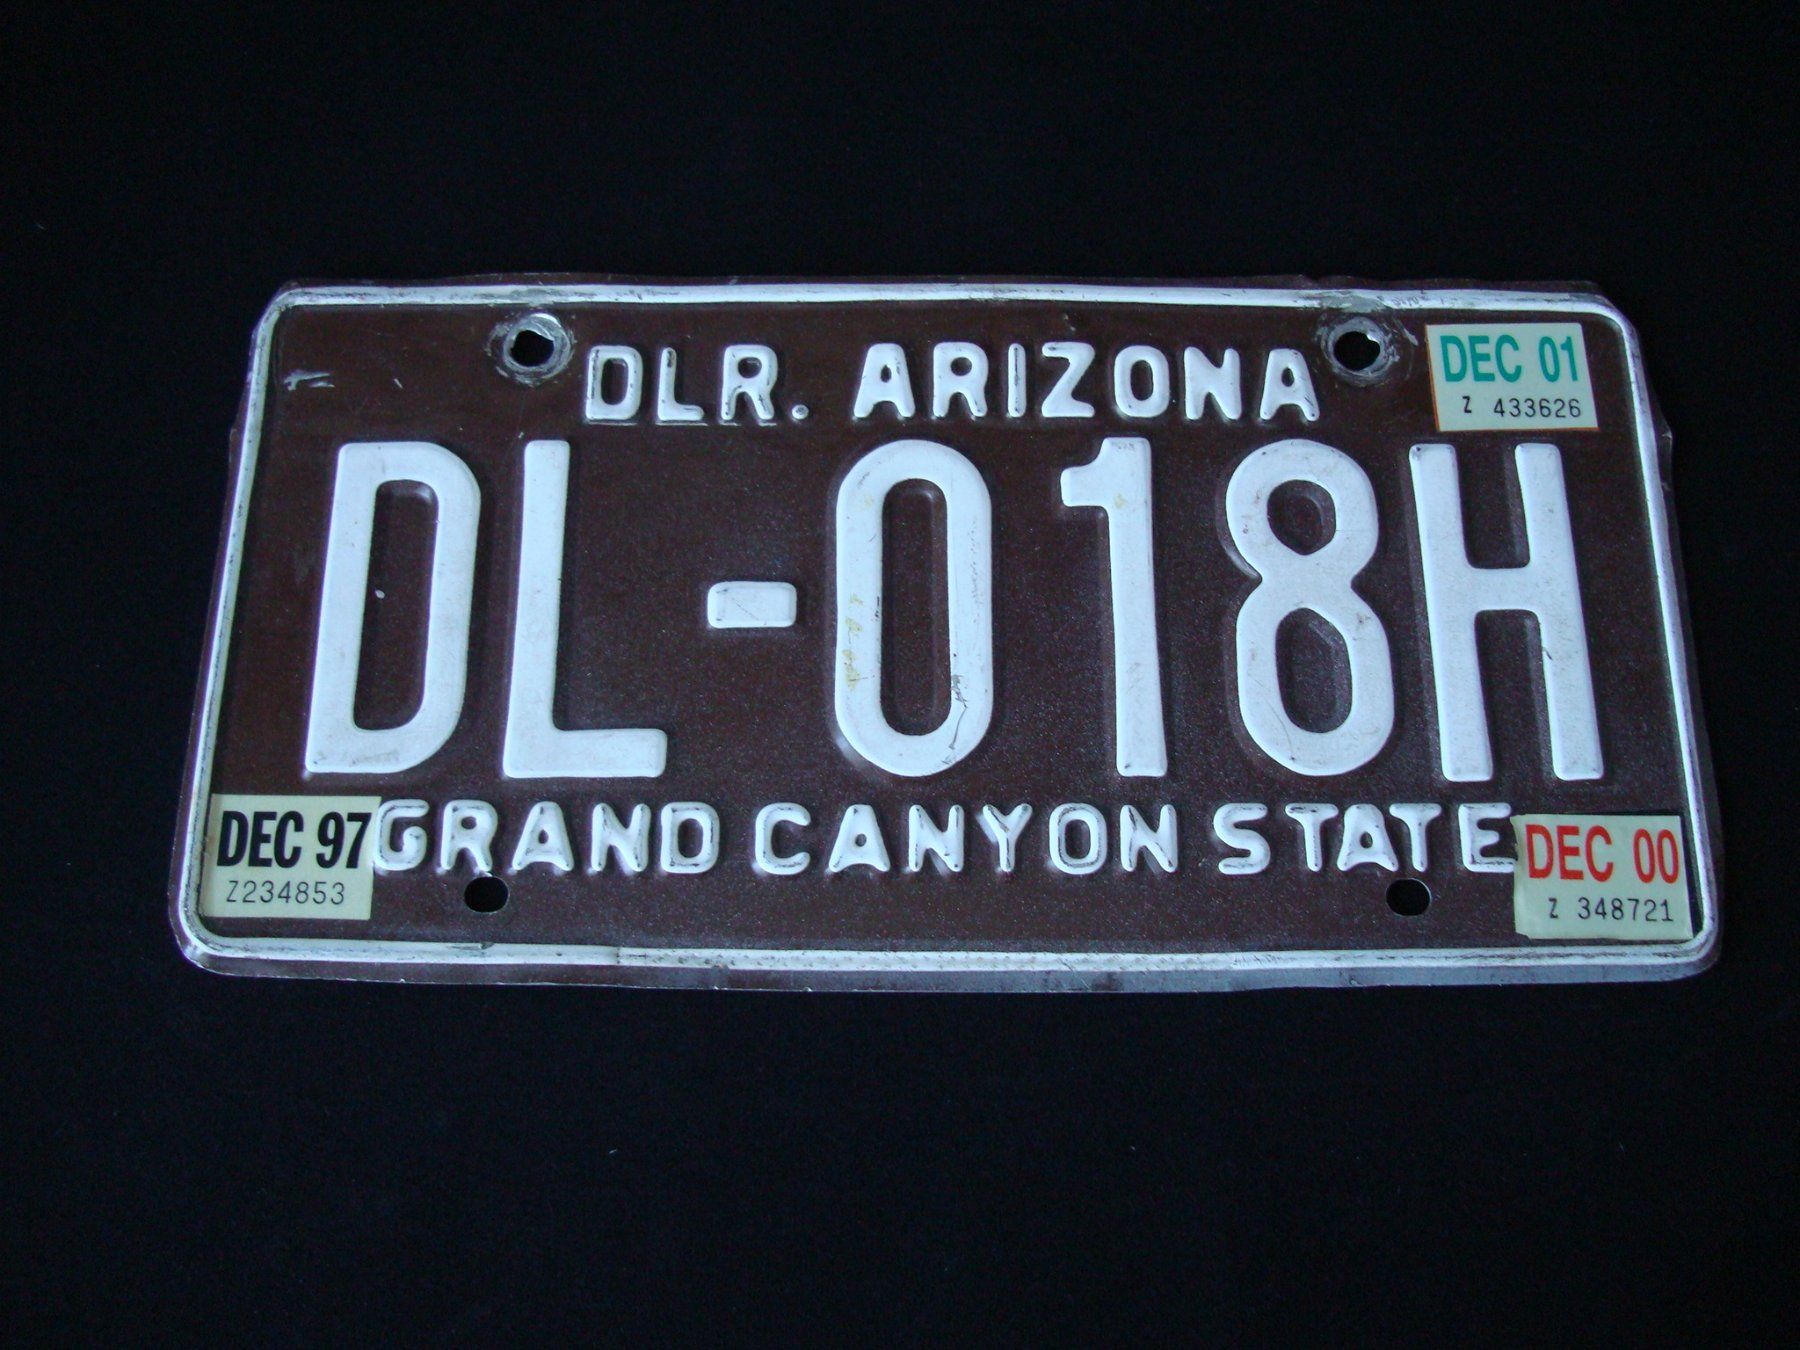 DLR. ARIZONA
DEC 01
Z 433626
DL-018H
DEC 97
Z234853
GRAND CANYON STATE
DEC 00
Z 348721